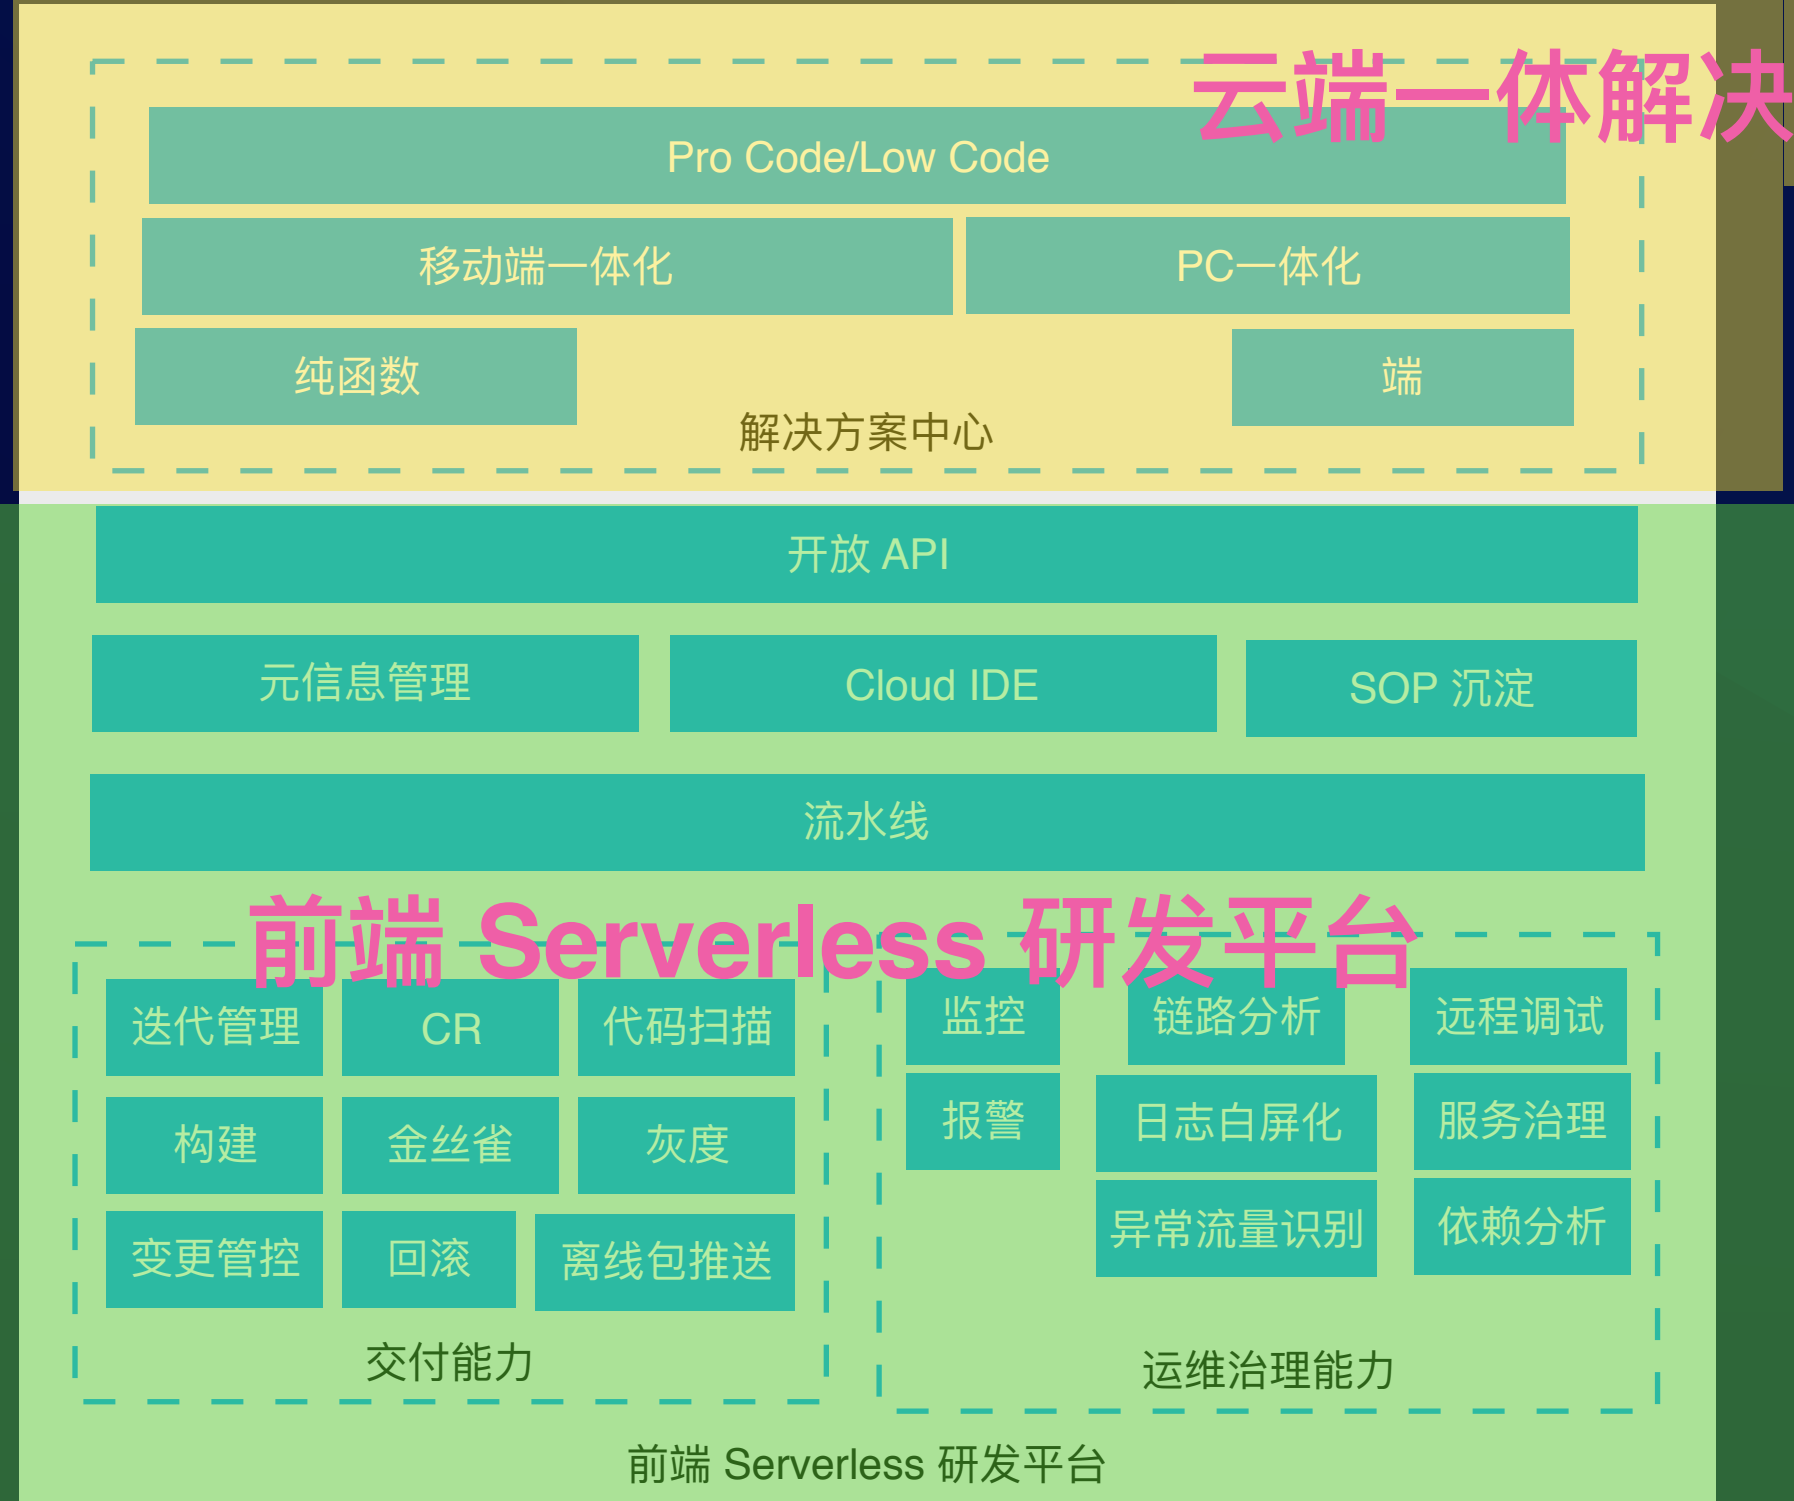 云端一体解决
Pro Code/Low Code
移动端一体化
PC一体化
纯函数
端
解决方案中心
开放 API
元信息管理
Cloud IDE
SOP 沉淀
流水线
前端 Serverless 研发平台
迭代管理
CR
代码扫描
构建
金丝雀
灰度
变更管控
回滚
离线包推送
交付能力
监控
链路分析
远程调试
报警
日志白屏化
服务治理
异常流量识别
依赖分析
运维治理能力
前端 Serverless 研发平台